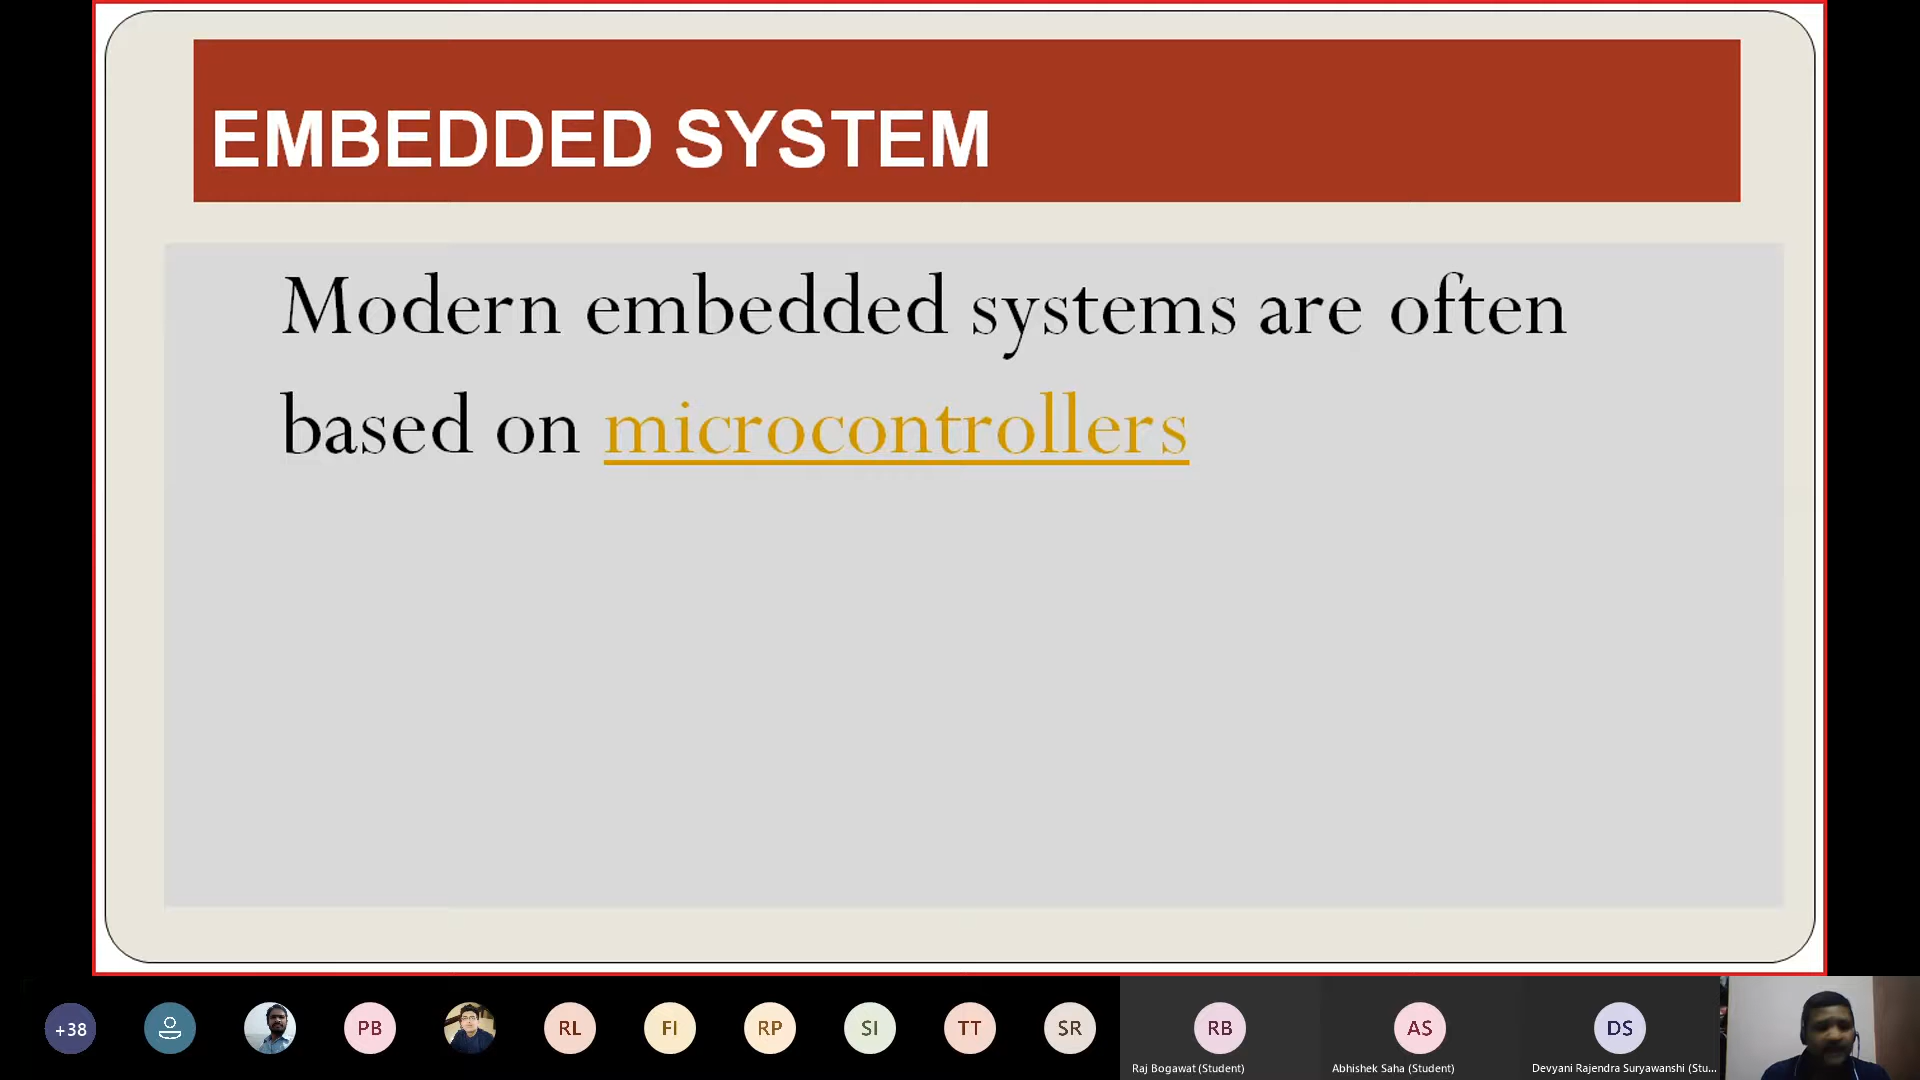 EMBEDDED SYSTEM
Modern embedded systems are often
based on microcontrollers
+38
PB
RL
FI
RP
SI
TT
SR
RB
AS
DS
Raj Bogawat (Student)
Abhishek Saha (Student)
Devyani Rajendra Suryawanshi (Stu...